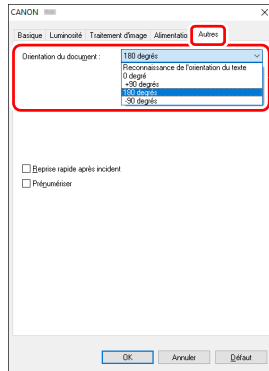 CANON
Basique Luminosité Traitement d'image Alimentatio Autres
Orientation du document : 180 degrés
Reconnaissance de l'orientation du texte
0 degré
+90 degrés
180 degrés
-90 degrés
Reprise rapide après incident
Prénumériser
OK Annuler Défaut